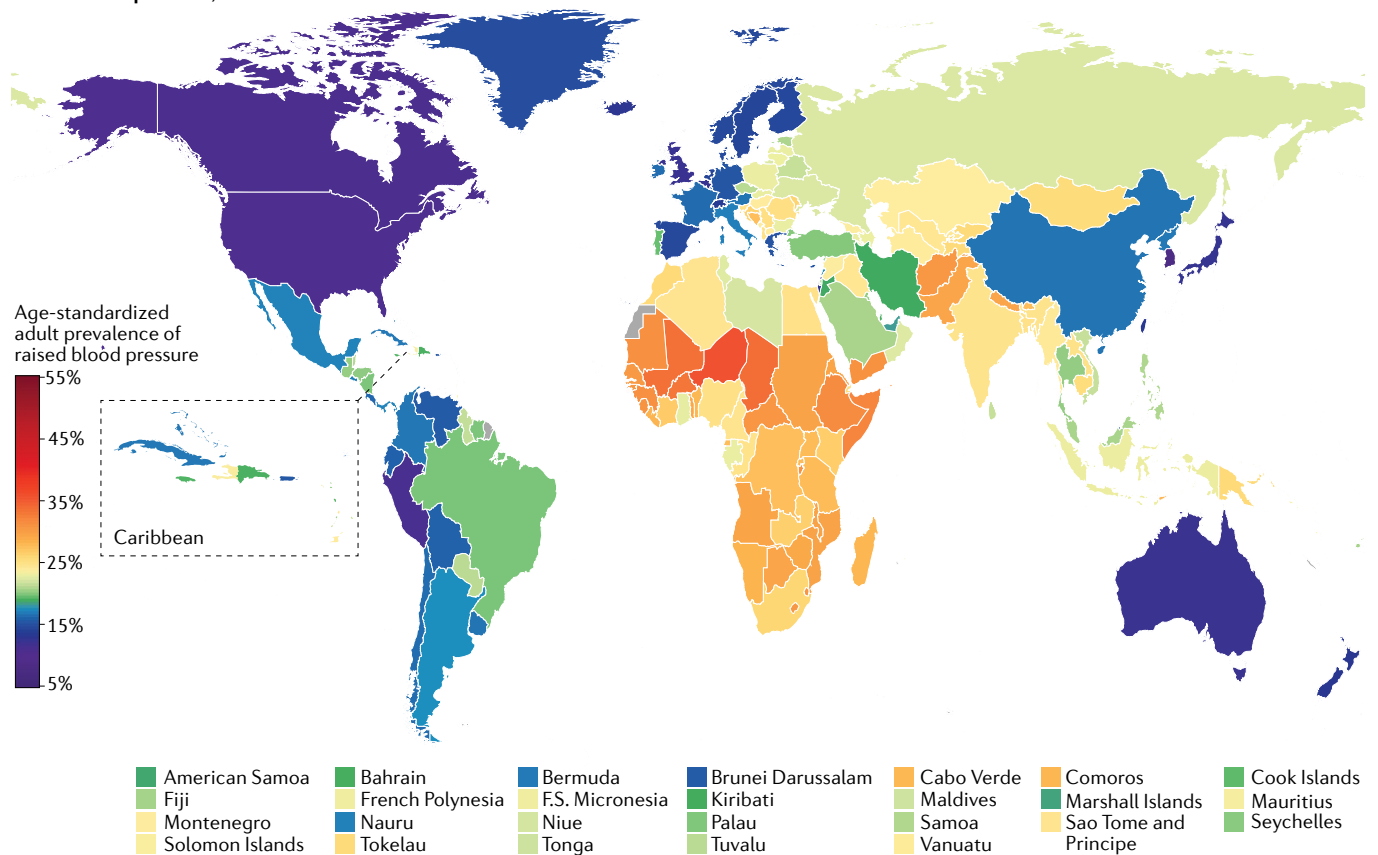 Age-standardized
adult prevalence of
raised blood pressure
55%
45%
35%
25%
15%
5%
Caribbean
American Samoa
Bahrain
Bermuda
Brunei Darussalam
Cabo Verde
Comoros
Cook Islands
Fiji
French Polynesia
F.S. Micronesia
Kiribati
Maldives
Marshall Islands
Mauritius
Montenegro
Nauru
Niue
Palau
Samoa
Sao Tome and
Principe
Seychelles
Solomon Islands
Tokelau
Tonga
Tuvalu
Vanuatu